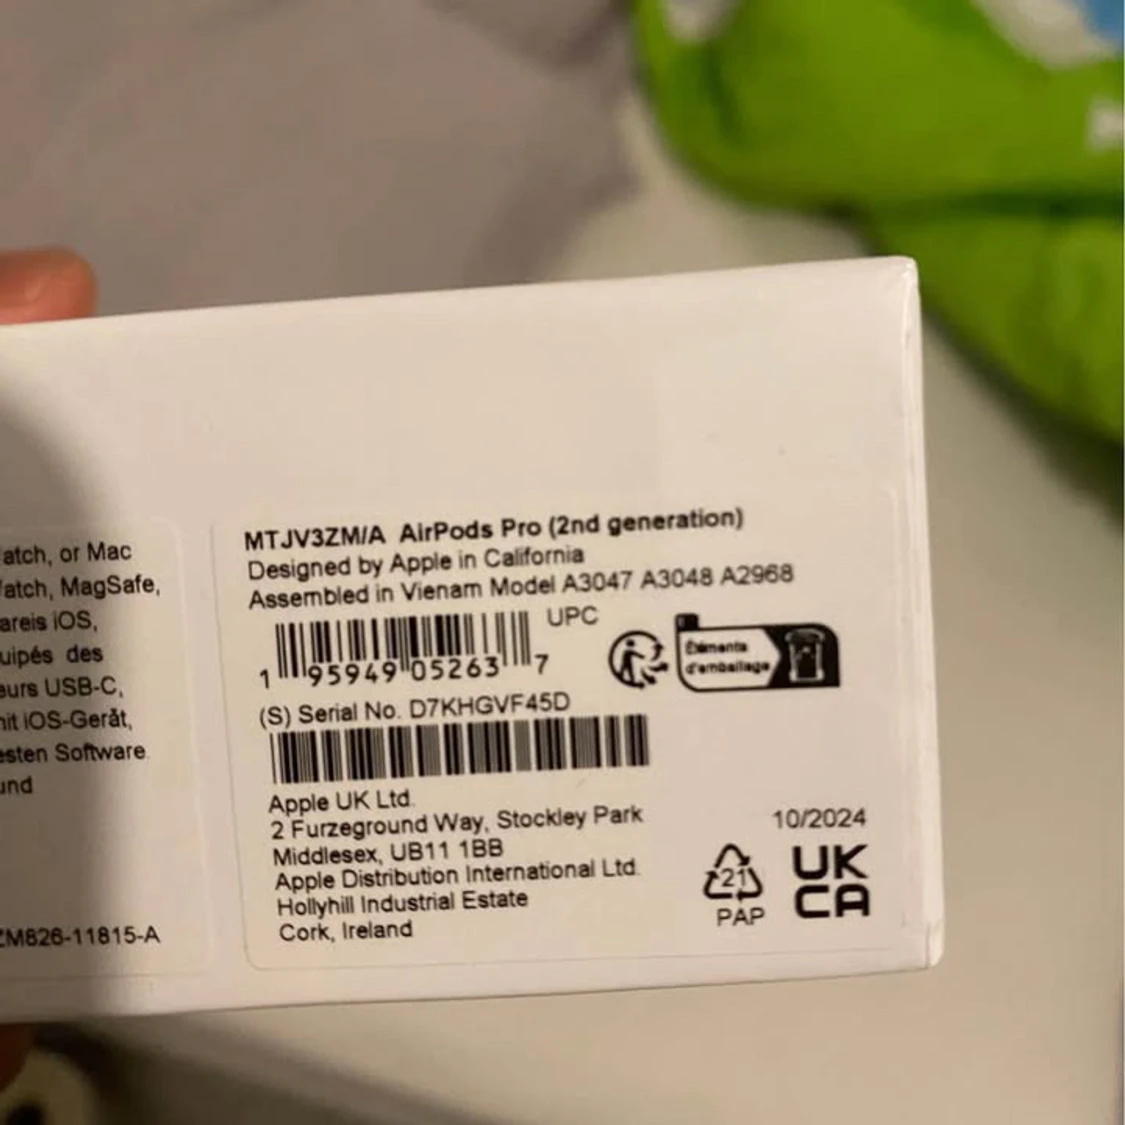 atch, or Mac
atch, MagSafe,
areis iOS,
uipés des
eurs USB-C,
nit iOS-Gerät,
esten Software
und
ZM826-11815-A
MTJV3ZM/A AirPods Pro (2nd generation)
Designed by Apple in California
Assembled in Vienam Model A3047 A3048 A2968
UPC
1 95949 05263 7
Éléments
d'emballage
(S) Serial No. D7KHGVF45D
Apple UK Ltd.
2 Furzeground Way, Stockley Park
Middlesex, UB11 1BB
Apple Distribution International Ltd.
Hollyhill Industrial Estate
Cork, Ireland
10/2024
21
PAP
UK
CA